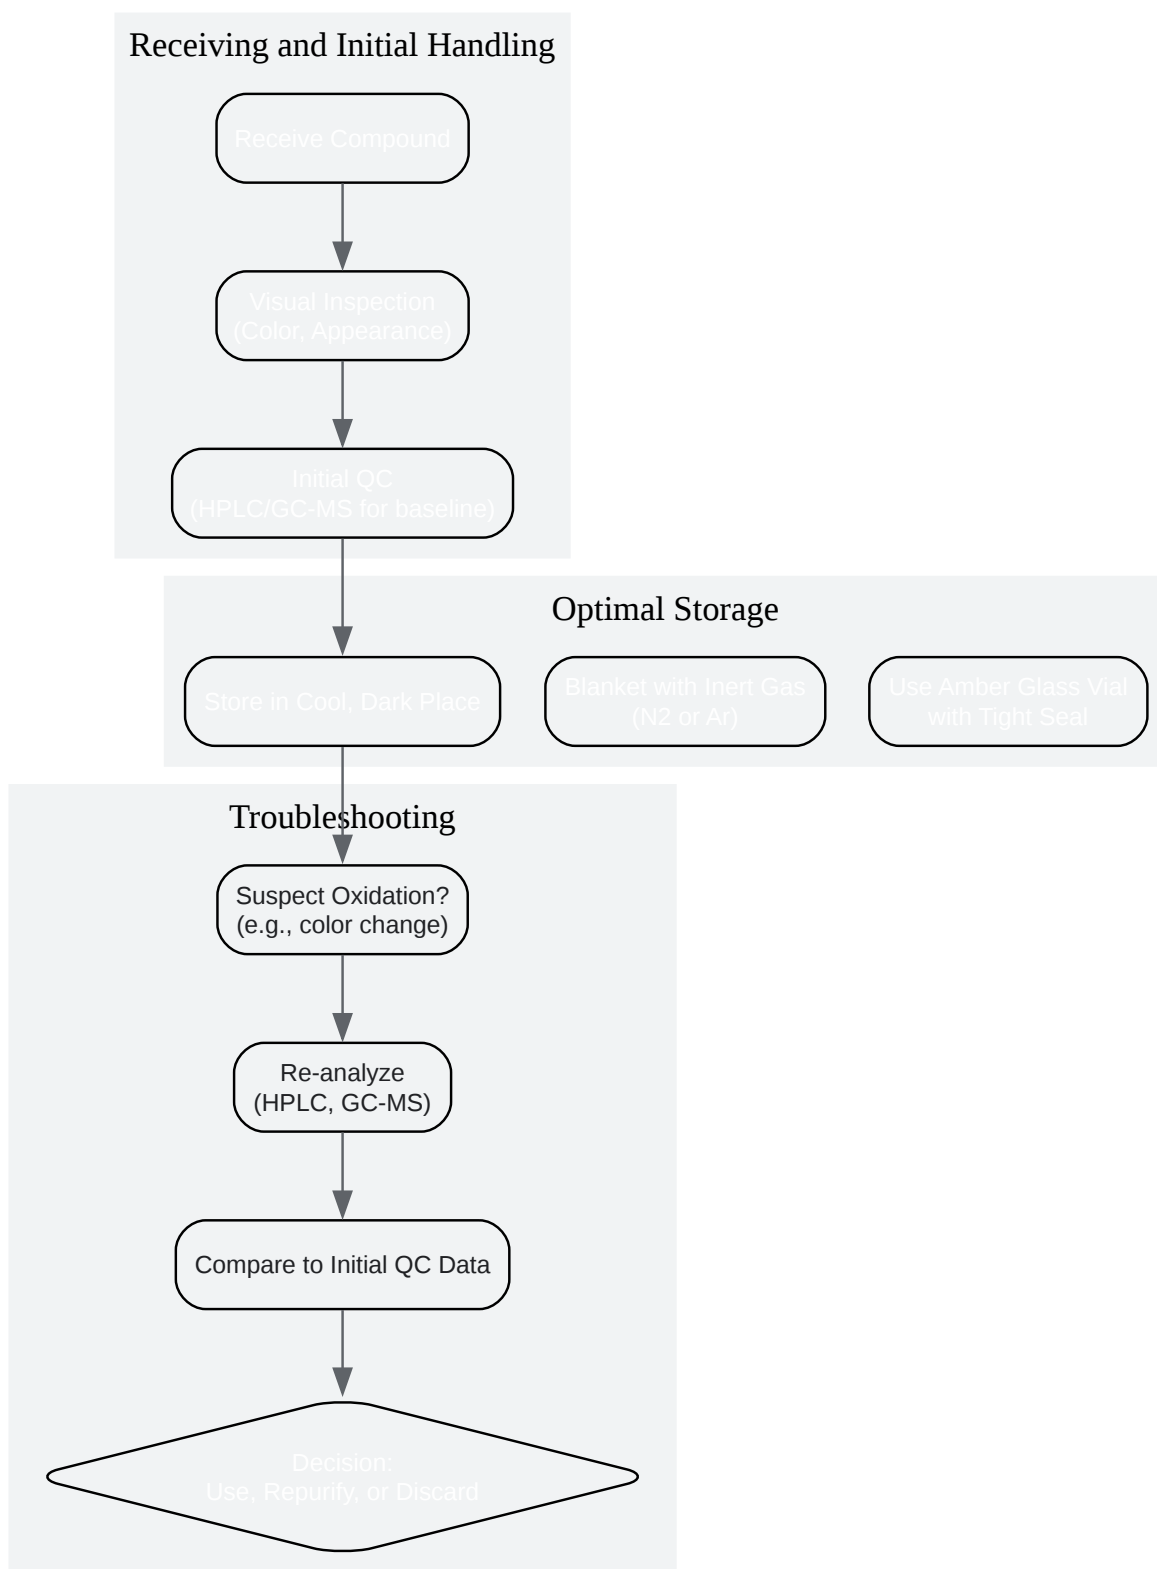 Receiving and Initial Handling
Receive Compound
Visual Inspection
(Color, Appearance)
Initial QC
(HPLC/GC-MS for baseline)
Optimal Storage
Store in Cool, Dark Place
Blanket with Inert Gas
(N2 or Ar)
Use Amber Glass Vial
with Tight Seal
Troubleshooting
Suspect Oxidation?
(e.g., color change)
Re-analyze
(HPLC, GC-MS)
Compare to Initial QC Data
Decision:
Use, Repurify, or Discard